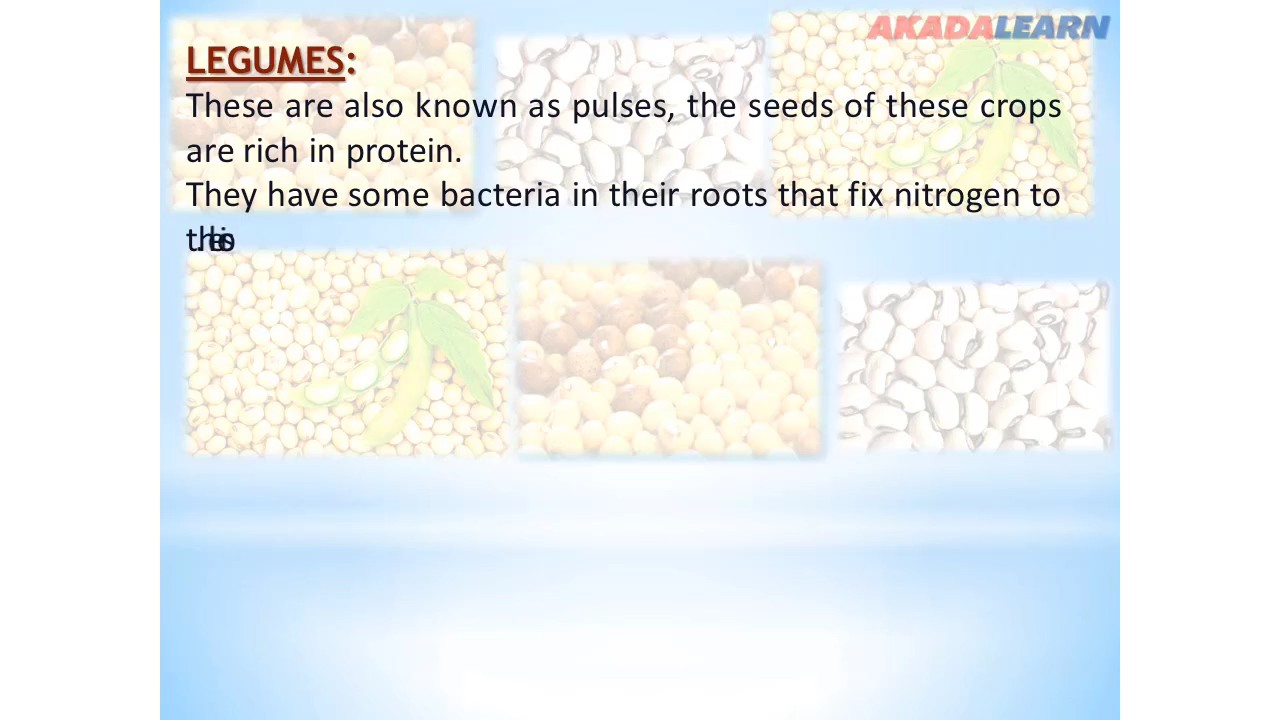 AKADALEARN
LEGUMES:
These are also known as pulses, the seeds of these crops
are rich in protein.
They have some bacteria in their roots that fix nitrogen to